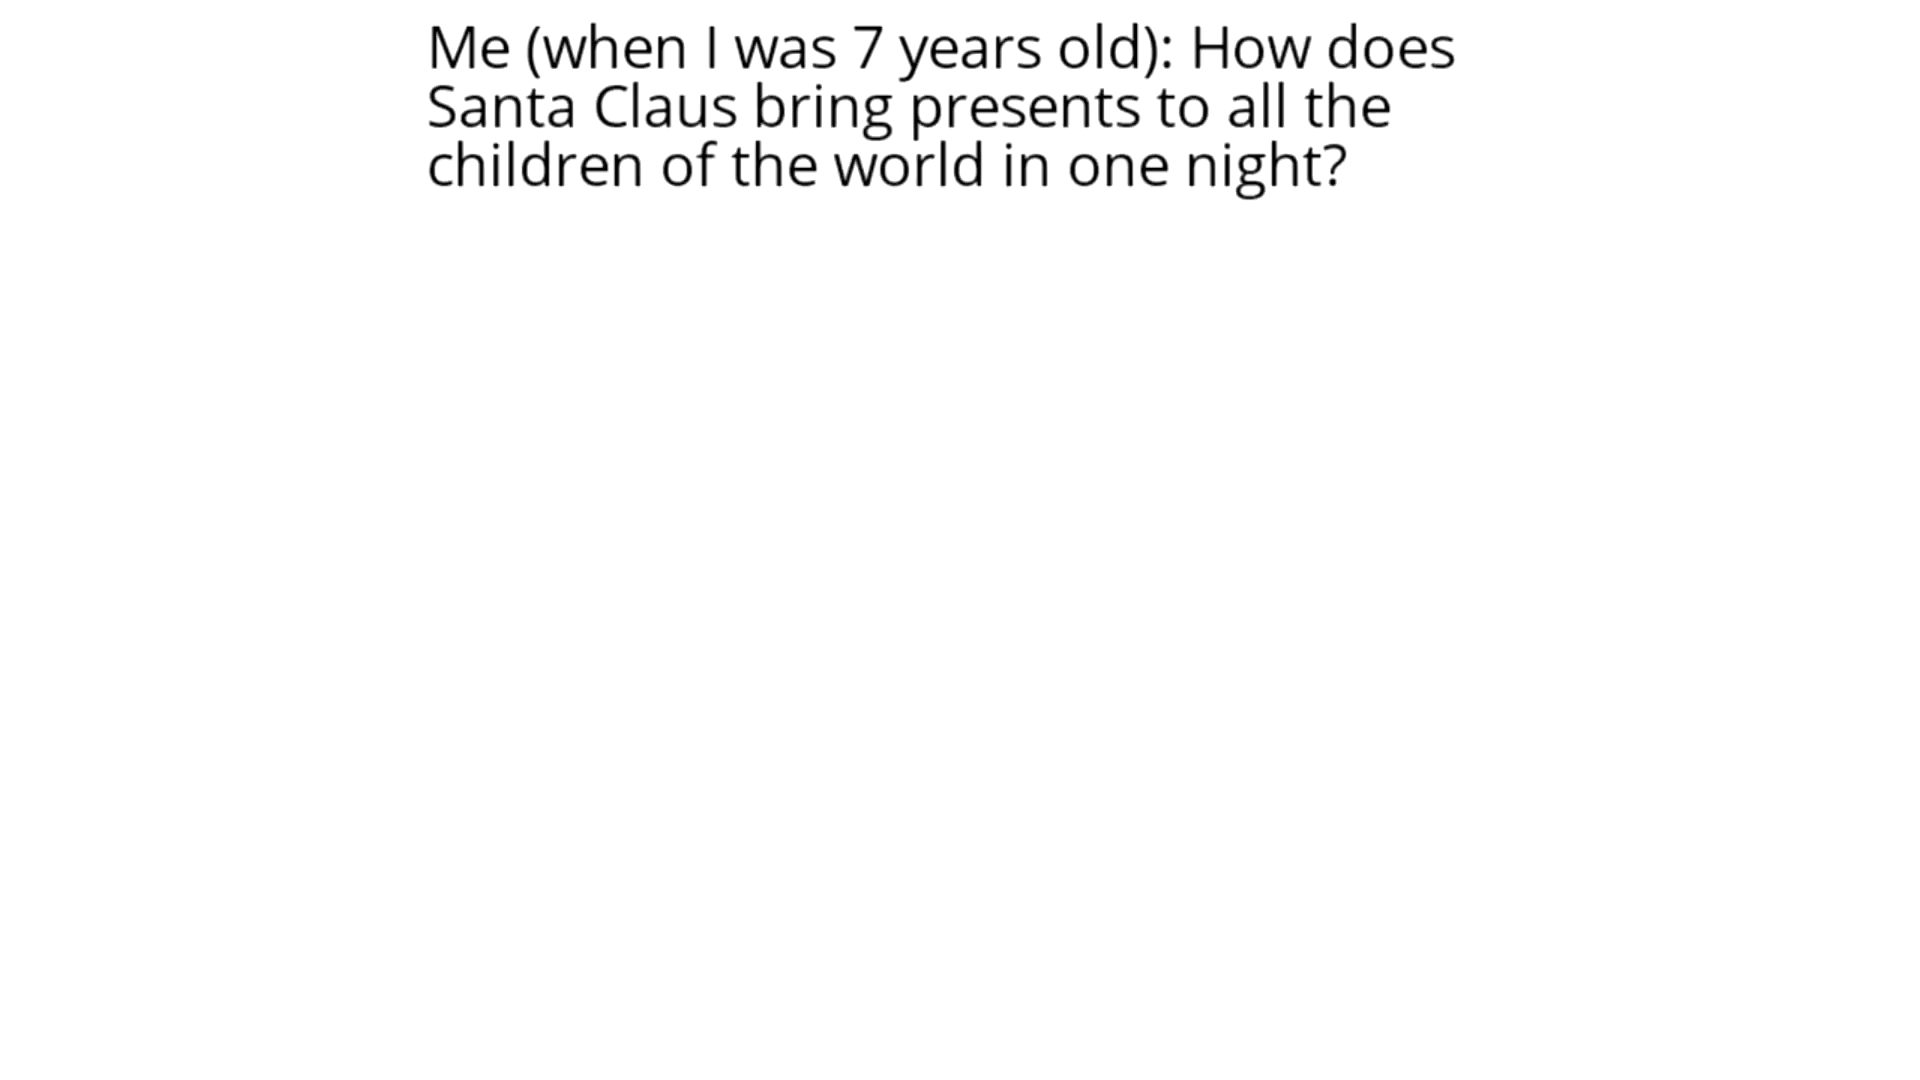 Me (when I was 7 years old): How does
Santa Claus bring presents to all the
children of the world in one night?